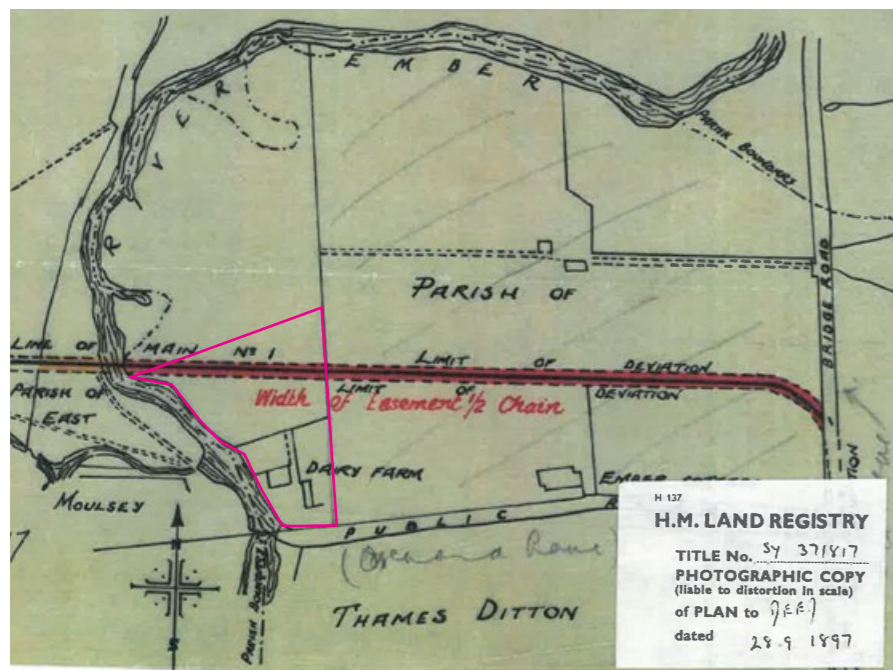 RIVER EMBER
PARISH BOUNDARY
BRIDGE ROAD
PARISH OF
LINE OF MAIN No 1 LIMIT OF DEVIATION
LIMIT OF DEVIATION
Width of Easement 1/2 Chain
PARISH OF
EAST
MOULSEY
DAIRY FARM
EMBER
PUBLIC R
THAMES DITTON
PARISH BOUNDARY
H 137
H.M. LAND REGISTRY
TITLE No. SY 371817
PHOTOGRAPHIC COPY
(liable to distortion in scale)
of PLAN to
dated 28.9.1897